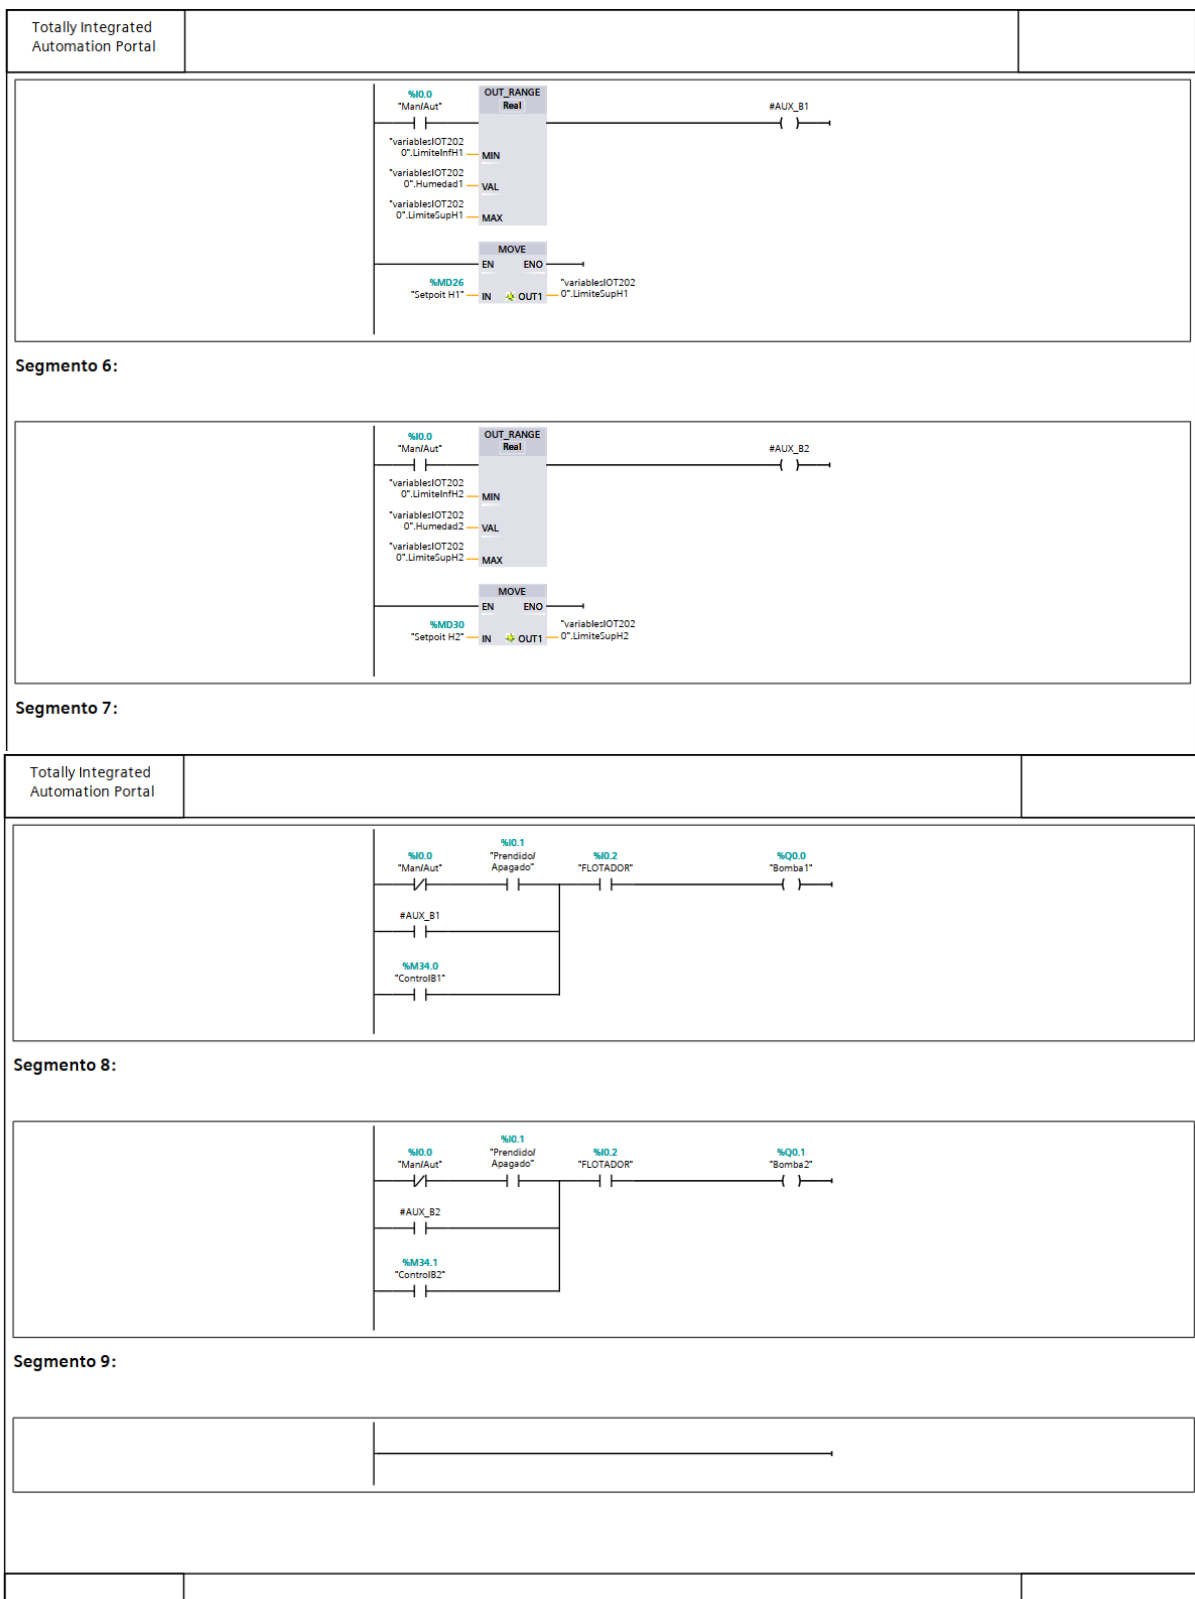 Totally Integrated
Automation Portal
%I0.0
"Man/Aut"
OUT_RANGE
Real
#AUX_B1
"variablesIOT202
0".LimiteInfH1
MIN
"variablesIOT202
0".Humedad1
VAL
"variablesIOT202
0".LimiteSupH1
MAX
MOVE
EN ENO
%MD26
"Setpoit H1"
IN OUT1
"variablesIOT202
0".LimiteSupH1
Segmento 6:
%I0.0
"Man/Aut"
OUT_RANGE
Real
#AUX_B2
"variablesIOT202
0".LimiteInfH2
MIN
"variablesIOT202
0".Humedad2
VAL
"variablesIOT202
0".LimiteSupH2
MAX
MOVE
EN ENO
%MD30
"Setpoit H2"
IN OUT1
"variablesIOT202
0".LimiteSupH2
Segmento 7:
Totally Integrated
Automation Portal
%I0.0
"Man/Aut"
%I0.1
"Prendido/
Apagado"
%I0.2
"FLOTADOR"
%Q0.0
"Bomba1"
#AUX_B1
%M34.0
"ControlB1"
Segmento 8:
%I0.0
"Man/Aut"
%I0.1
"Prendido/
Apagado"
%I0.2
"FLOTADOR"
%Q0.1
"Bomba2"
#AUX_B2
%M34.1
"ControlB2"
Segmento 9: